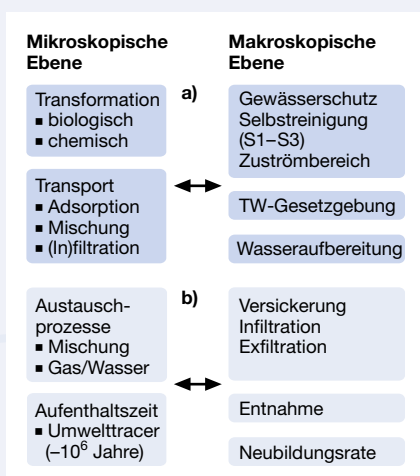 Mikroskopische
Ebene
Makroskopische
Ebene
a)
Transformation
▪ biologisch
▪ chemisch
Transport
▪ Adsorption
▪ Mischung
▪ (In)filtration
Gewässerschutz
Selbstreinigung
(S1–S3)
Zuströmbereich
TW-Gesetzgebung
Wasseraufbereitung
b)
Austausch-
prozesse
▪ Mischung
▪ Gas/Wasser
Aufenthaltszeit
▪ Umwelttracer
(–10⁶ Jahre)
Versickerung
Infiltration
Exfiltration
Entnahme
Neubildungsrate